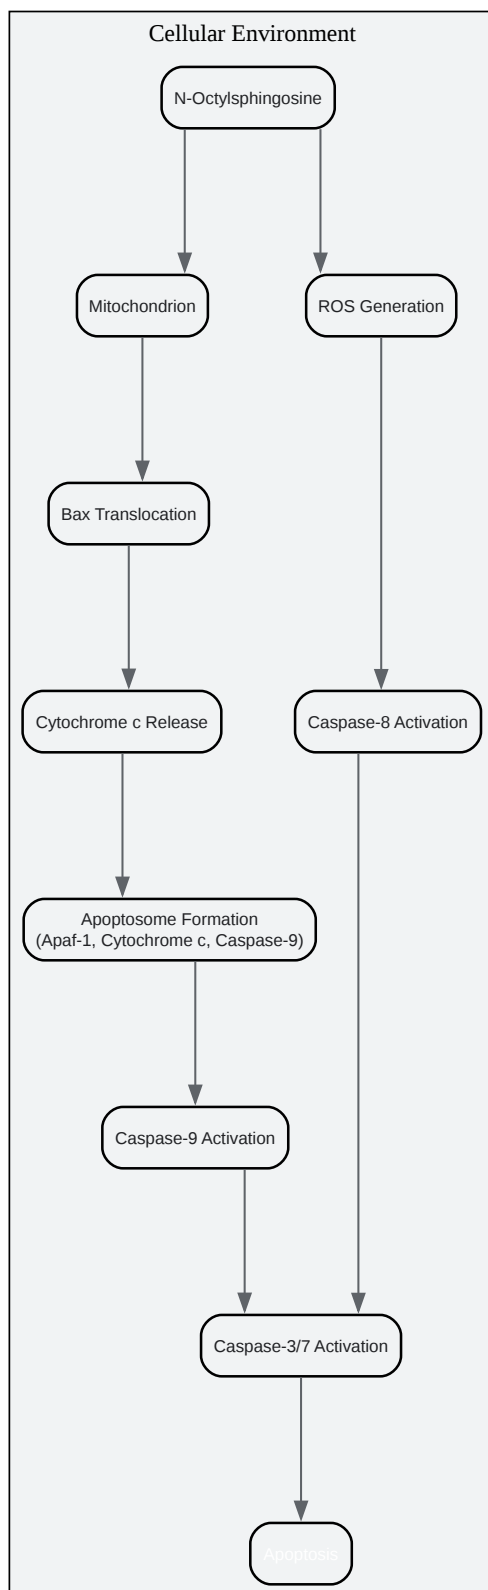 Cellular Environment
N-Octylsphingosine
Mitochondrion
ROS Generation
Bax Translocation
Cytochrome c Release
Caspase-8 Activation
Apoptosome Formation
(Apaf-1, Cytochrome c, Caspase-9)
Caspase-9 Activation
Caspase-3/7 Activation
Apoptosis